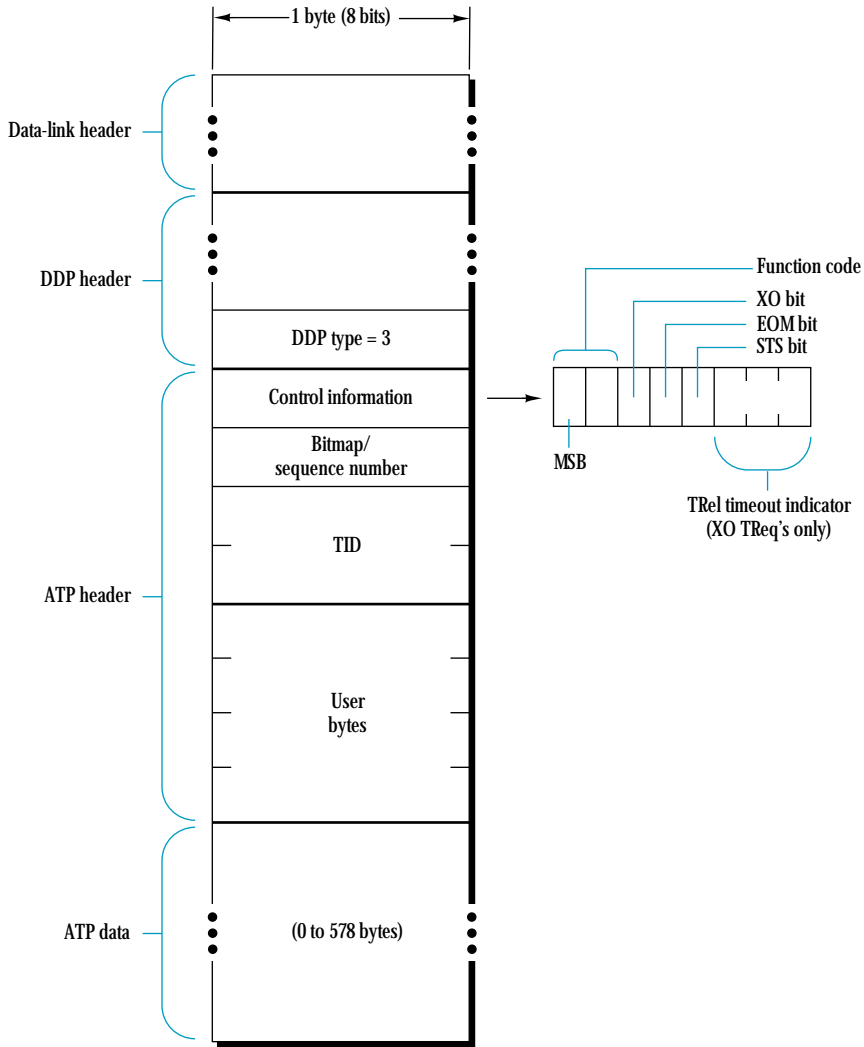 1 byte (8 bits)
Data-link header
DDP header
DDP type = 3
Function code
XO bit
EOM bit
STS bit
Control information
MSB
Bitmap/
sequence number
TRel timeout indicator
(XO TReq's only)
TID
ATP header
User
bytes
ATP data
(0 to 578 bytes)